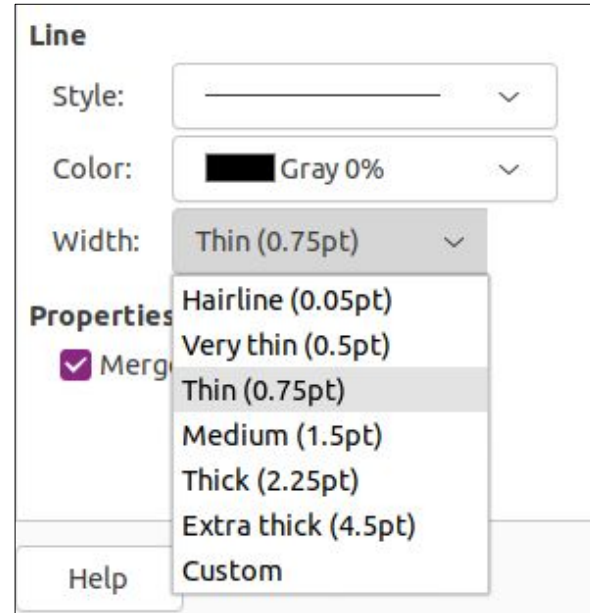 Line
Style:
Color: Gray 0%
Width: Thin (0.75pt)
Hairline (0.05pt)
Properties
Very thin (0.5pt)
Thin (0.75pt)
Medium (1.5pt)
Thick (2.25pt)
Extra thick (4.5pt)
Custom
Help